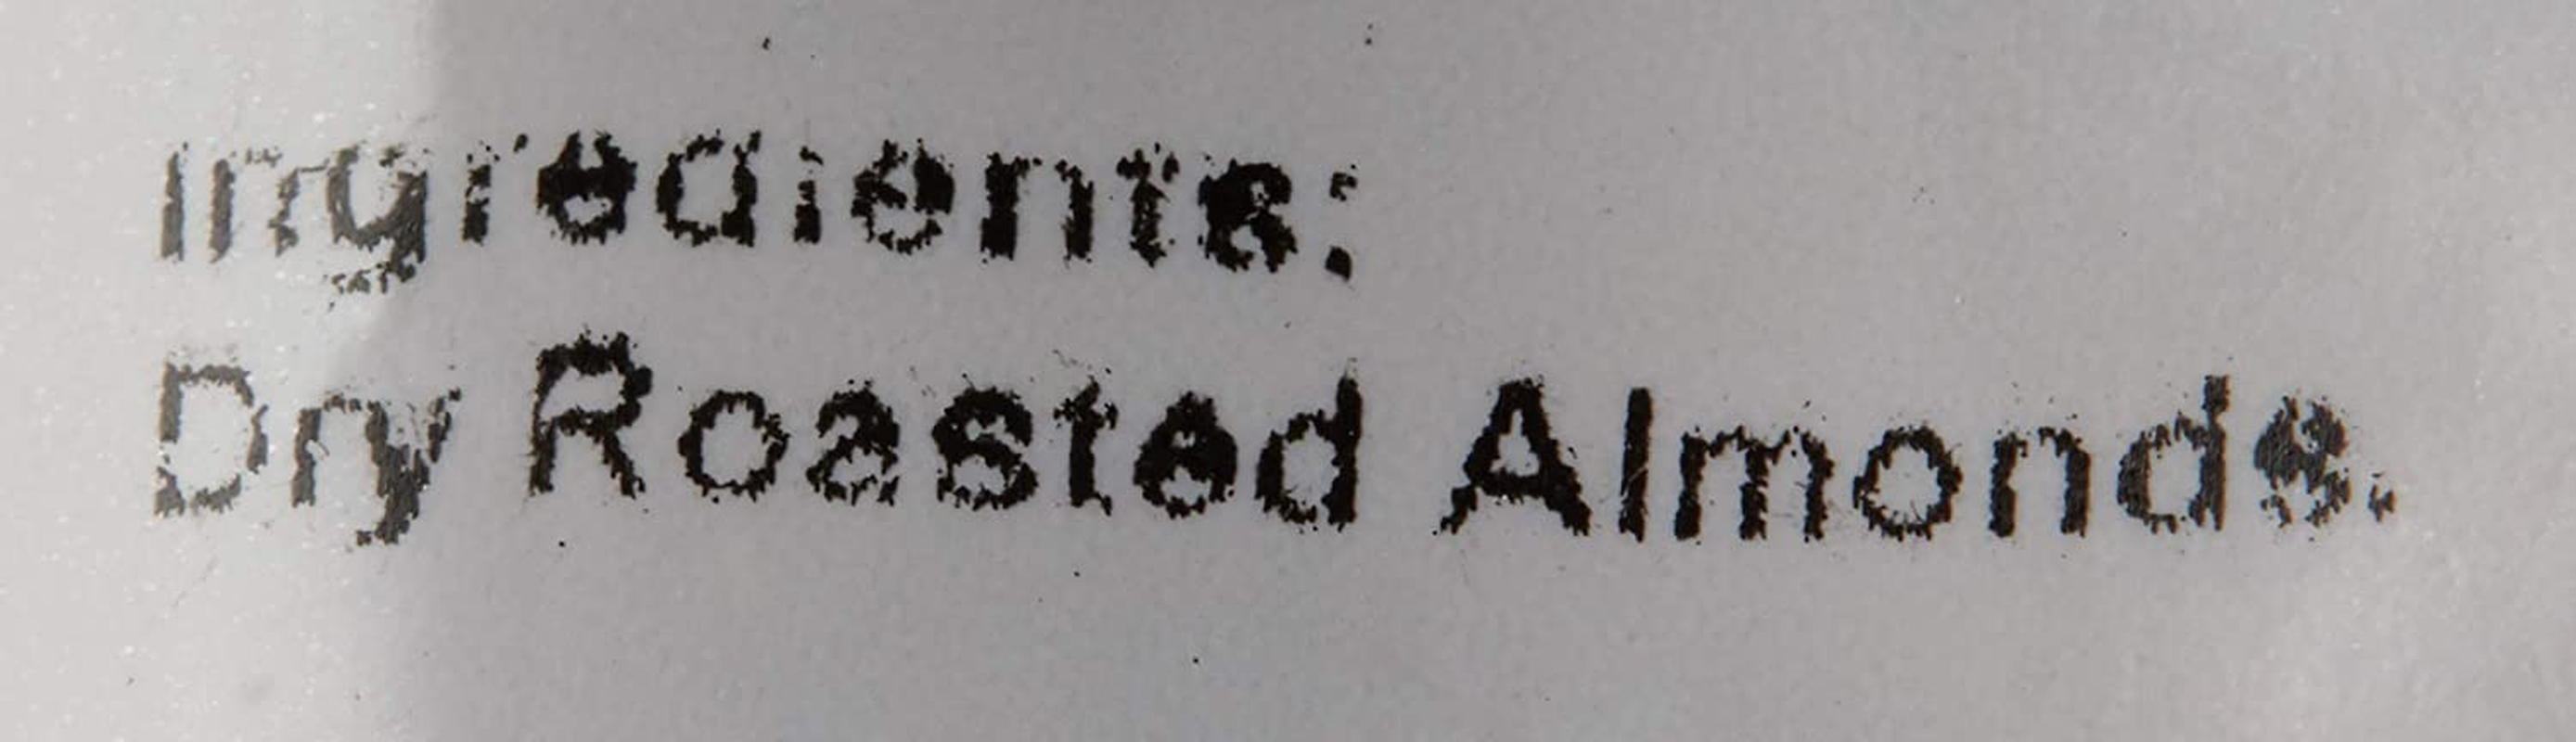 Ingredients:
Dry Roasted Almonds.